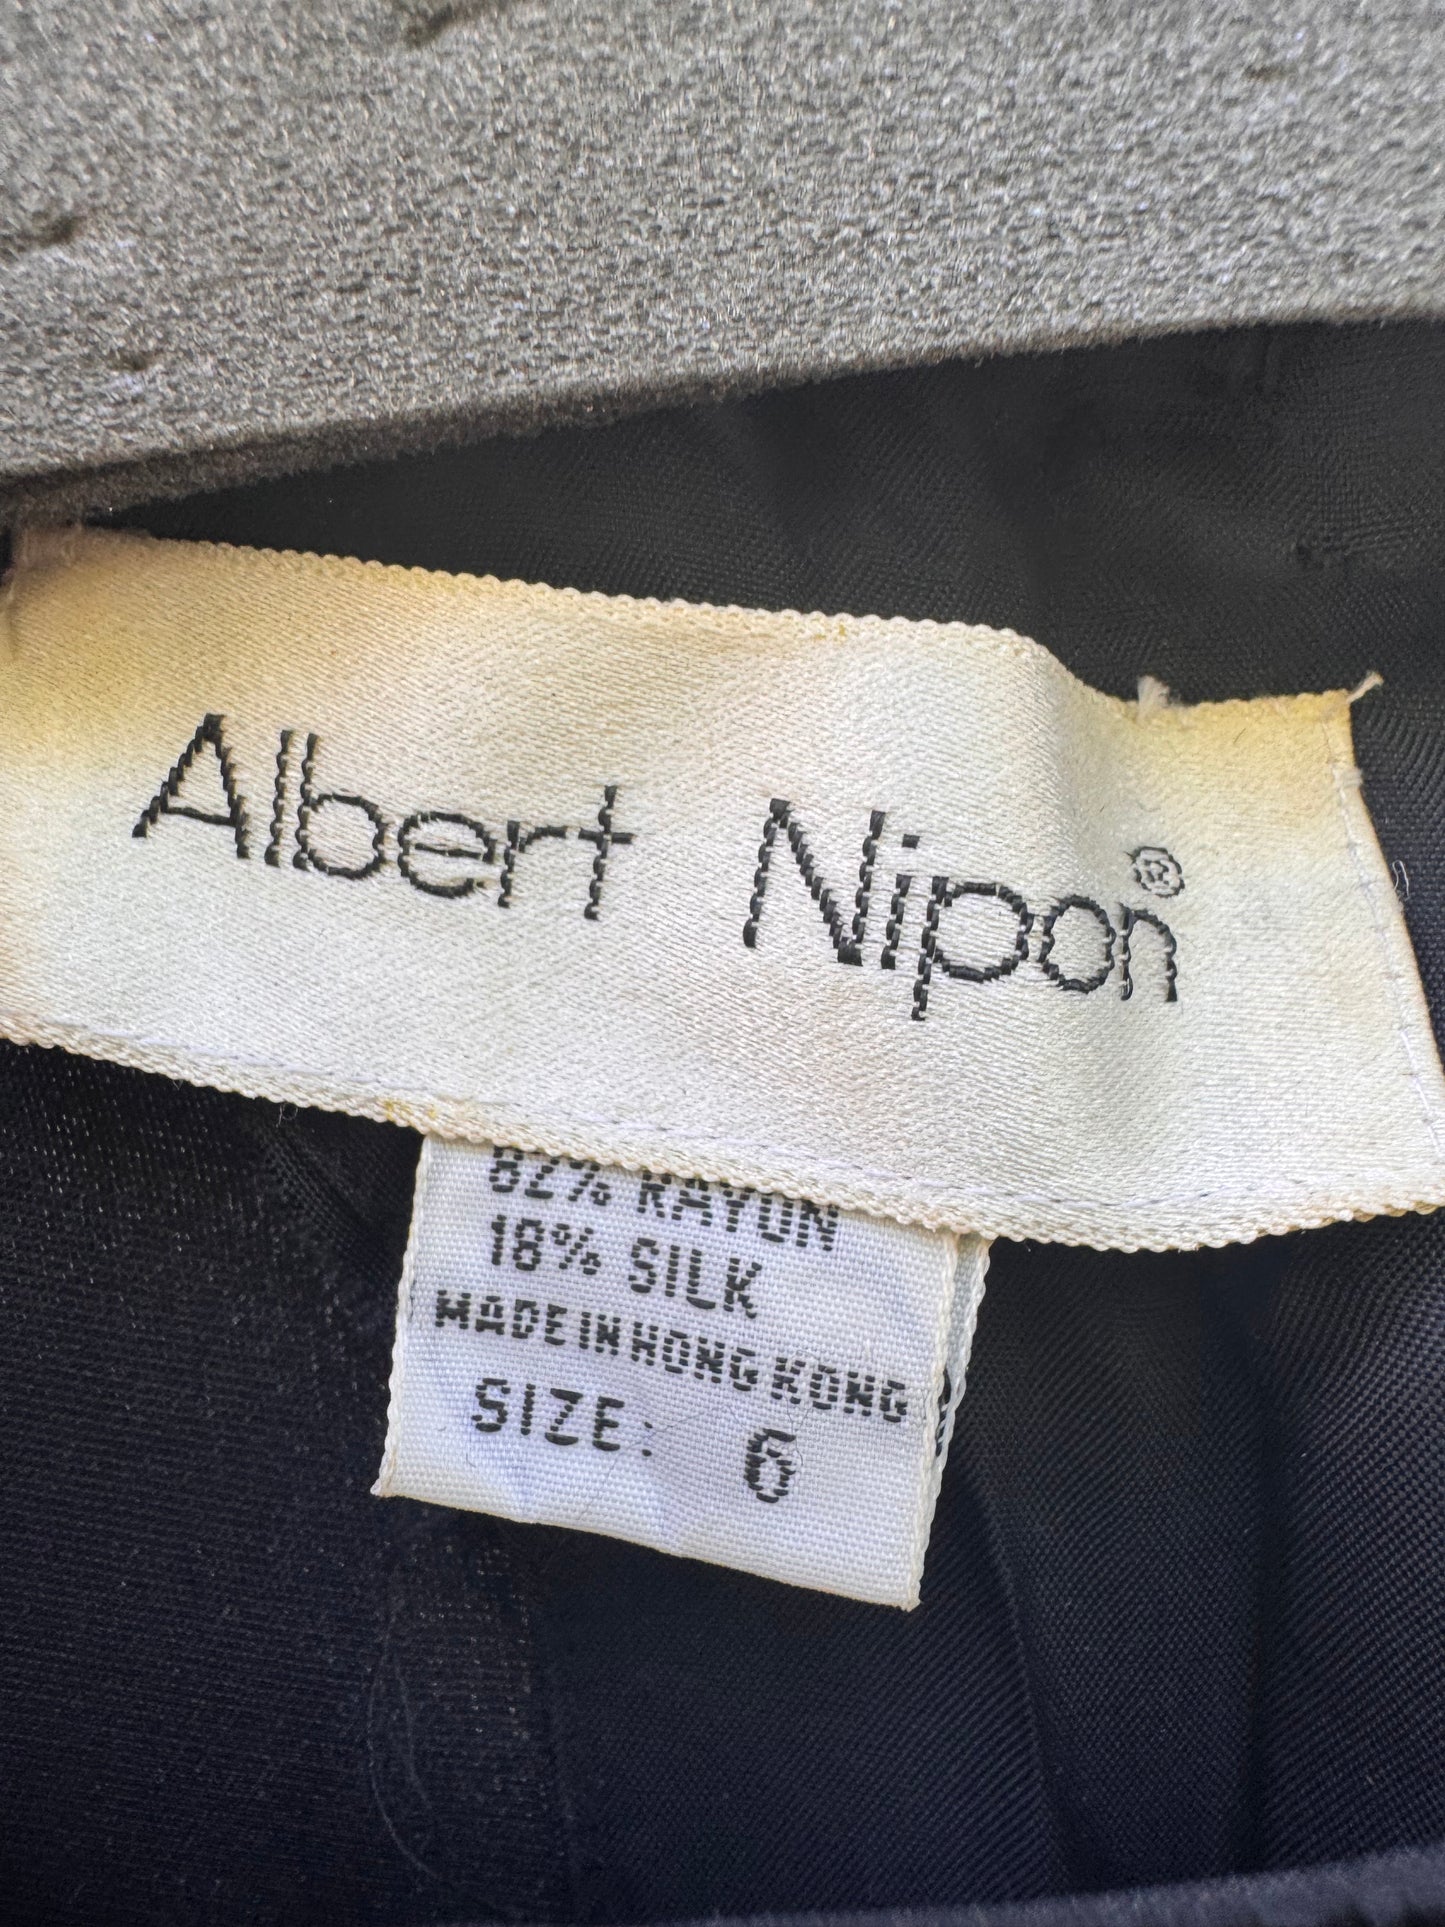 Albert Nipon®
82% RAYON
18% SILK
MADE IN HONG KONG
SIZE: 6